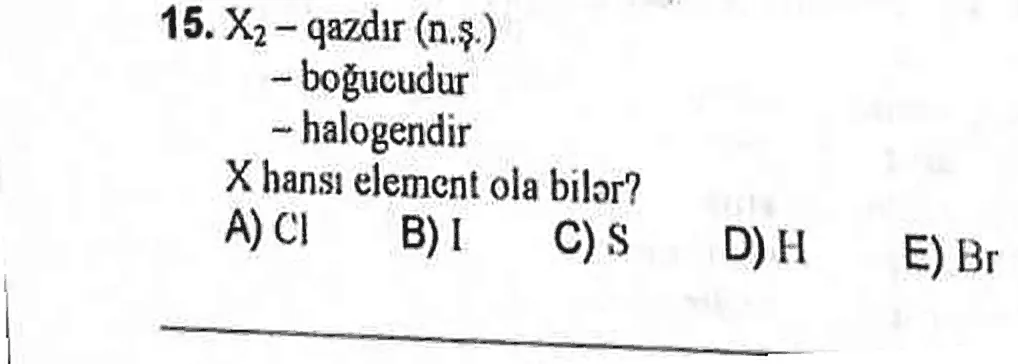 15. X₂ – qazdır (n.ş.)
– boğucudur
– halogendir
X hansı element ola bilər?
A) Cl B) I C) S D) H E) Br